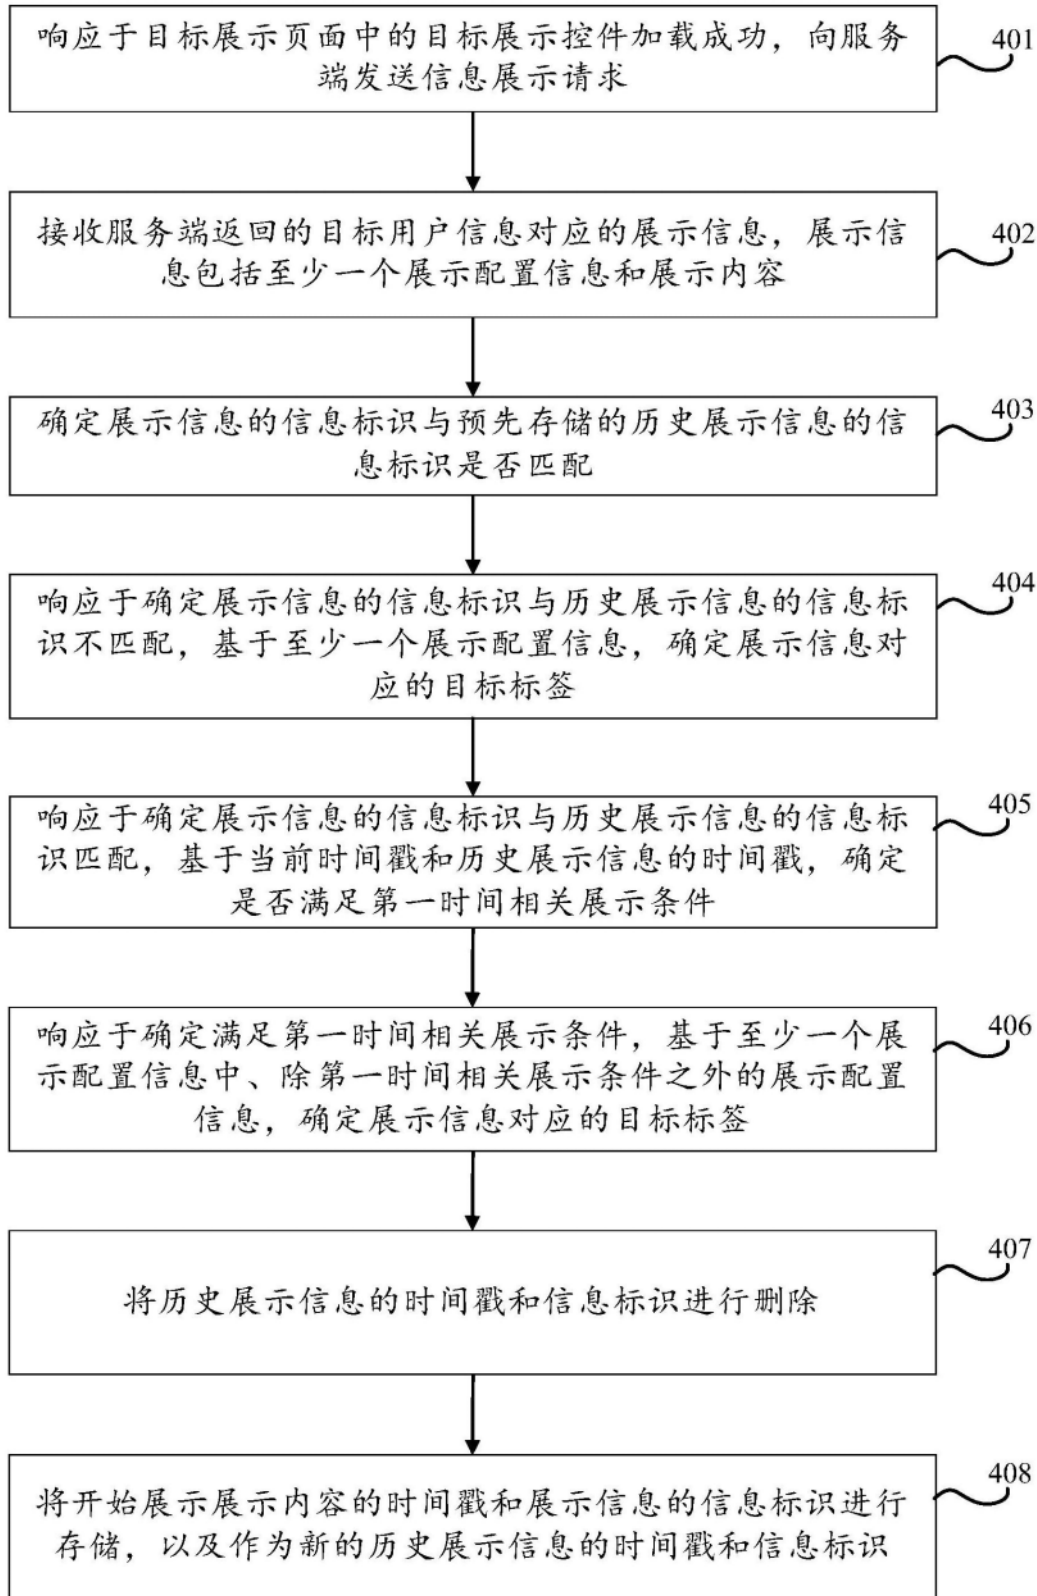 响应于目标展示页面中的目标展示控件加载成功，向服务
端发送信息展示请求
401
接收服务端返回的目标用户信息对应的展示信息，展示信
息包括至少一个展示配置信息和展示内容
402
确定展示信息的信息标识与预先存储的历史展示信息的信
息标识是否匹配
403
响应于确定展示信息的信息标识与历史展示信息的信息标
识不匹配，基于至少一个展示配置信息，确定展示信息对
应的目标标签
404
响应于确定展示信息的信息标识与历史展示信息的信息标
识匹配，基于当前时间戳和历史展示信息的时间戳，确定
是否满足第一时间相关展示条件
405
响应于确定满足第一时间相关展示条件，基于至少一个展
示配置信息中、除第一时间相关展示条件之外的展示配置
信息，确定展示信息对应的目标标签
406
将历史展示信息的时间戳和信息标识进行删除
407
将开始展示展示内容的时间戳和展示信息的信息标识进行
存储，以及作为新的历史展示信息的时间戳和信息标识
408